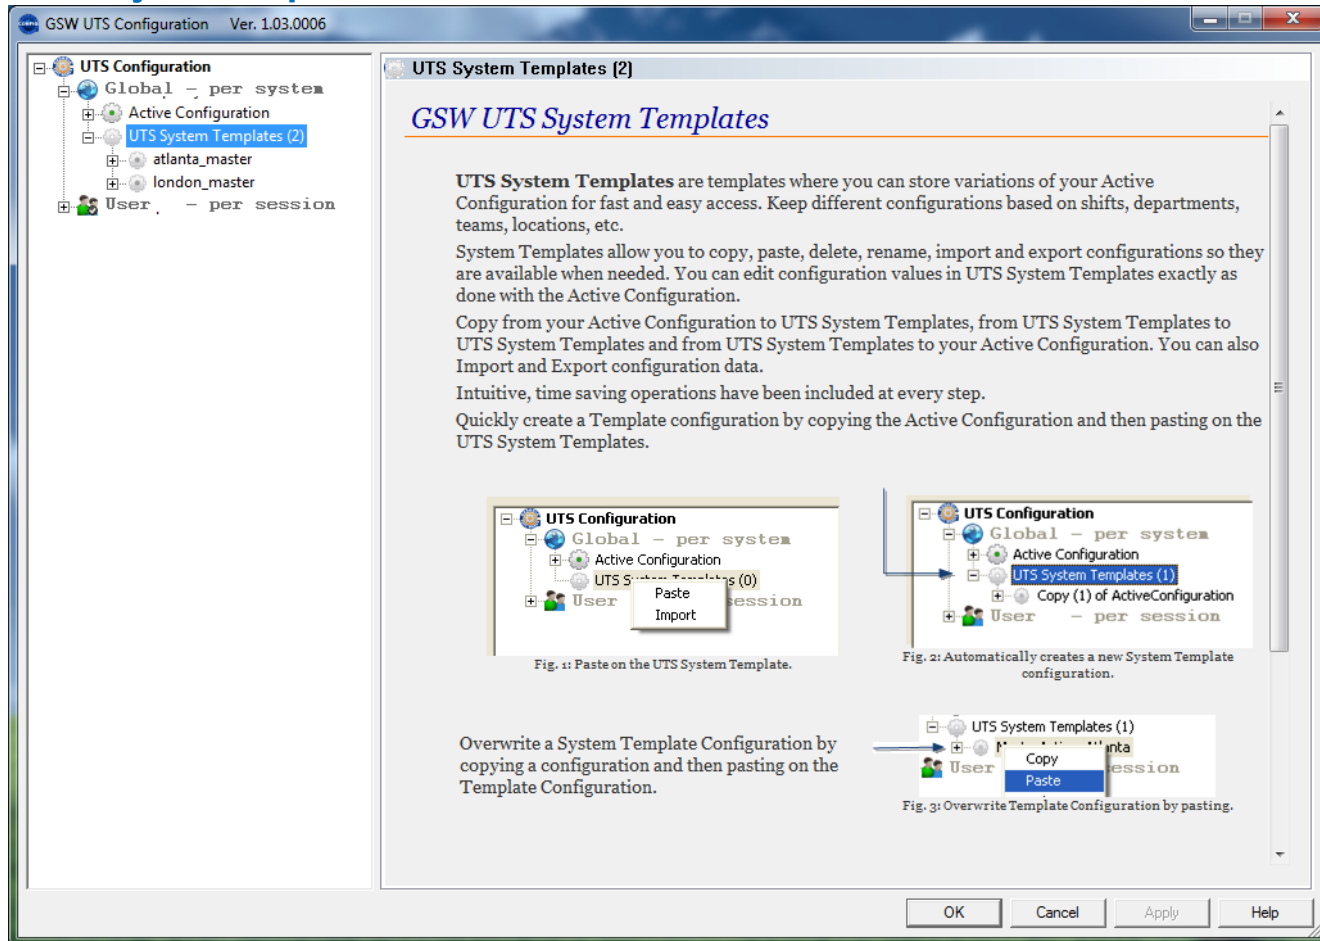 GSW UTS Configuration Ver. 1.03.0006
UTS Configuration
Global - per system
Active Configuration
UTS System Templates (2)
atlanta_master
london_master
User - per session
UTS System Templates (2)
GSW UTS System Templates
UTS System Templates are templates where you can store variations of your Active
Configuration for fast and easy access. Keep different configurations based on shifts, departments,
teams, locations, etc.
System Templates allow you to copy, paste, delete, rename, import and export configurations so they
are available when needed. You can edit configuration values in UTS System Templates exactly as
done with the Active Configuration.
Copy from your Active Configuration to UTS System Templates, from UTS System Templates to
UTS System Templates and from UTS System Templates to your Active Configuration. You can also
Import and Export configuration data.
Intuitive, time saving operations have been included at every step.
Quickly create a Template configuration by copying the Active Configuration and then pasting on the
UTS System Templates.
UTS Configuration
Global - per system
Active Configuration
UTS System Templates (0)
User session
Paste
Import
Fig. 1: Paste on the UTS System Template.
UTS Configuration
Global - per system
Active Configuration
UTS System Templates (1)
Copy (1) of ActiveConfiguration
User - per session
Fig. 2: Automatically creates a new System Template
configuration.
Overwrite a System Template Configuration by
copying a configuration and then pasting on the
Template Configuration.
UTS System Templates (1)
User session
Copy
Paste
Fig. 3: Overwrite Template Configuration by pasting.
OK Cancel Apply Help